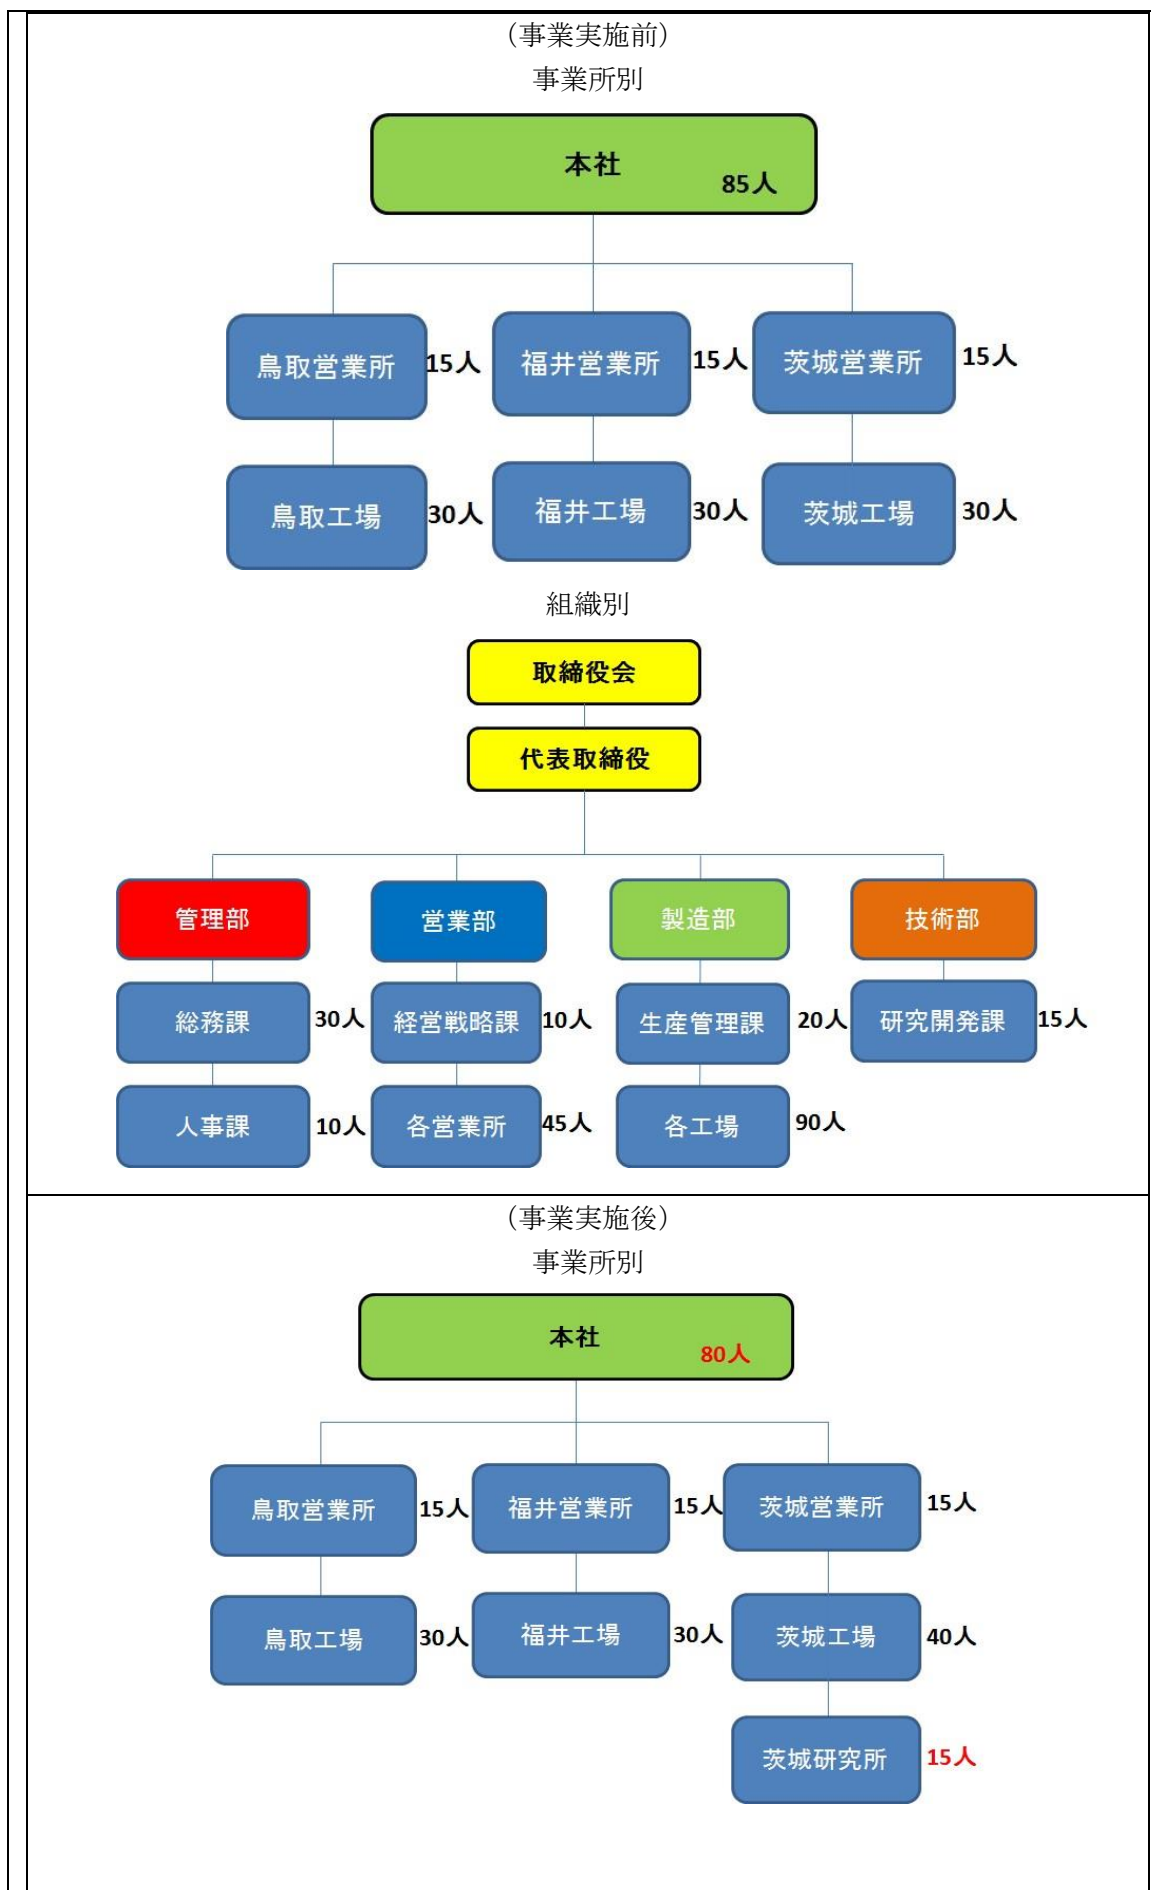 （事業実施前）
事業所別
本社
85人
鳥取営業所 15人 福井営業所 15人 茨城営業所 15人
鳥取工場 30人 福井工場 30人 茨城工場 30人
組織別
取締役会
代表取締役
管理部 営業部 製造部 技術部
総務課 30人 経営戦略課 10人 生産管理課 20人 研究開発課 15人
人事課 10人 各営業所 45人 各工場 90人
（事業実施後）
事業所別
本社
80人
鳥取営業所 15人 福井営業所 15人 茨城営業所 15人
鳥取工場 30人 福井工場 30人 茨城工場 40人
茨城研究所 15人